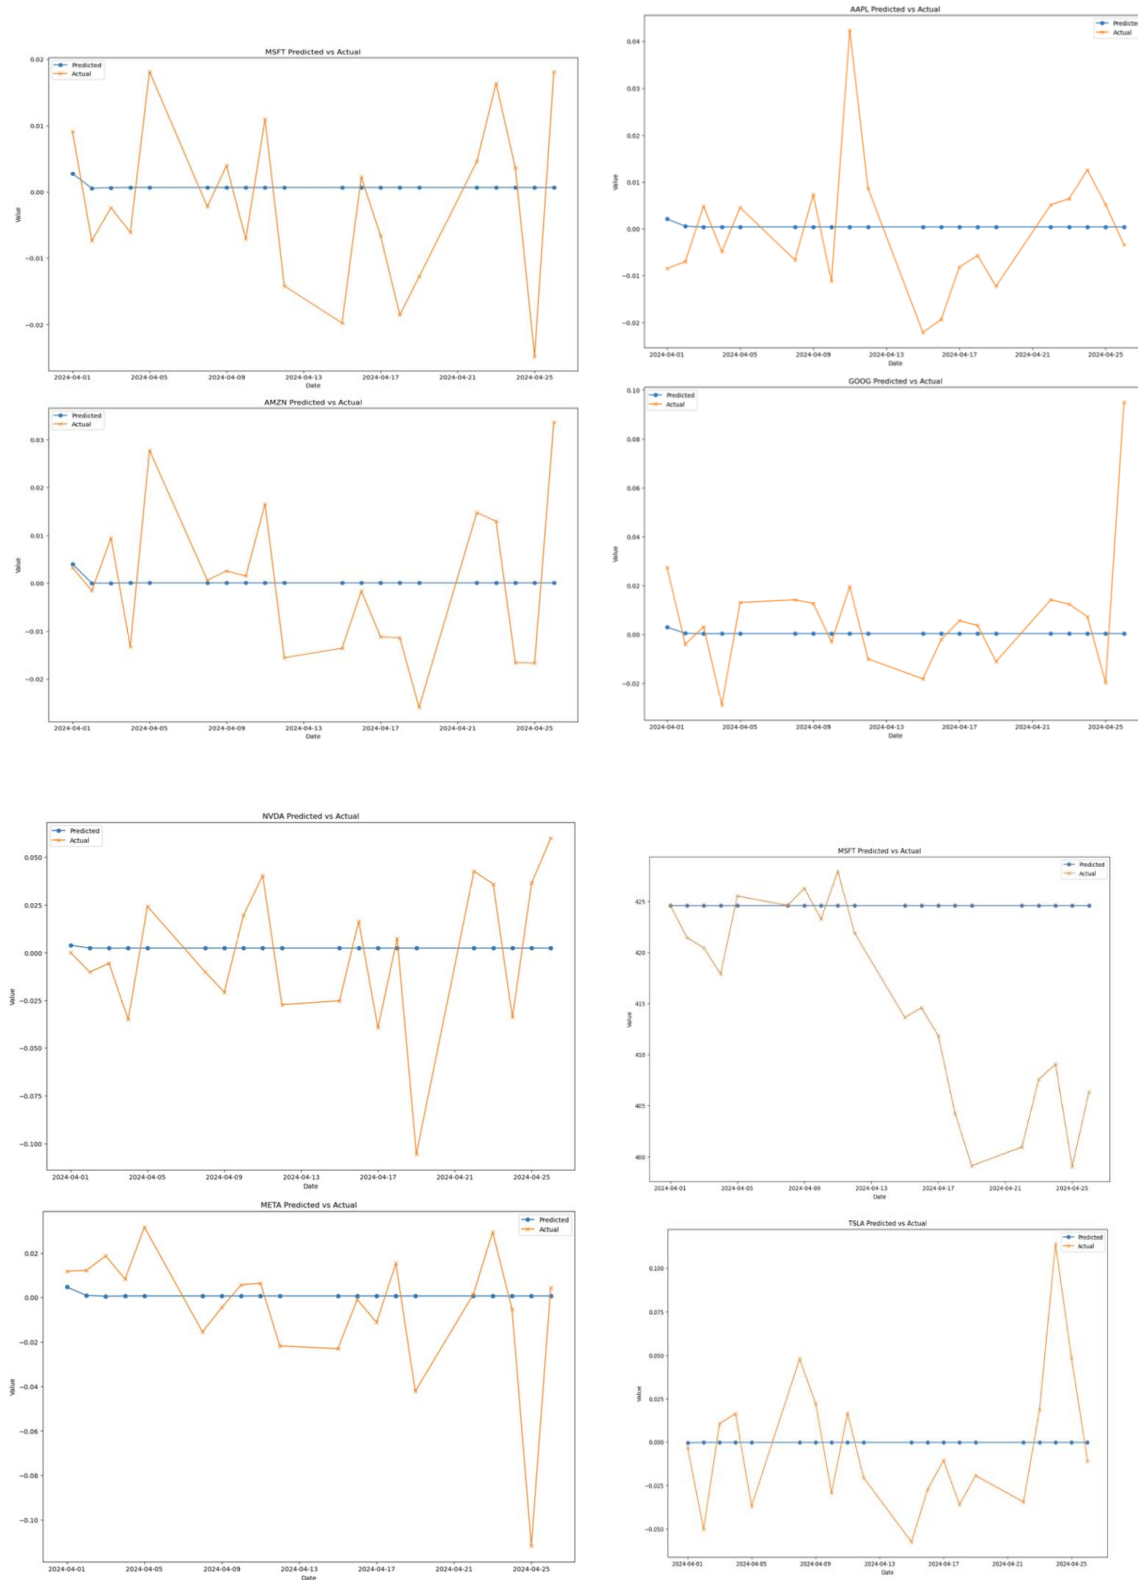 MSFT Predicted vs Actual
Predicted
Actual
0.02
0.01
0.00
−0.01
−0.02
Value
2024-04-01 2024-04-05 2024-04-09 2024-04-13 2024-04-17 2024-04-21 2024-04-25
Date
AAPL Predicted vs Actual
Predicted
Actual
0.04
0.03
0.02
0.01
0.00
−0.01
−0.02
Value
2024-04-01 2024-04-05 2024-04-09 2024-04-13 2024-04-17 2024-04-21 2024-04-25
Date
AMZN Predicted vs Actual
Predicted
Actual
0.03
0.02
0.01
0.00
−0.01
−0.02
Value
2024-04-01 2024-04-05 2024-04-09 2024-04-13 2024-04-17 2024-04-21 2024-04-25
Date
GOOG Predicted vs Actual
Predicted
Actual
0.10
0.08
0.06
0.04
0.02
0.00
−0.02
Value
2024-04-01 2024-04-05 2024-04-09 2024-04-13 2024-04-17 2024-04-21 2024-04-25
Date
NVDA Predicted vs Actual
Predicted
Actual
0.050
0.025
0.000
−0.025
−0.050
−0.075
−0.100
Value
2024-04-01 2024-04-05 2024-04-09 2024-04-13 2024-04-17 2024-04-21 2024-04-25
Date
MSFT Predicted vs Actual
Predicted
Actual
425
420
415
410
405
400
Value
2024-04-01 2024-04-05 2024-04-09 2024-04-13 2024-04-17 2024-04-21 2024-04-25
Date
META Predicted vs Actual
Predicted
Actual
0.02
0.00
−0.02
−0.04
−0.06
−0.08
−0.10
Value
2024-04-01 2024-04-05 2024-04-09 2024-04-13 2024-04-17 2024-04-21 2024-04-25
Date
TSLA Predicted vs Actual
Predicted
Actual
0.100
0.075
0.050
0.025
0.000
−0.025
−0.050
Value
2024-04-01 2024-04-05 2024-04-09 2024-04-13 2024-04-17 2024-04-21 2024-04-25
Date